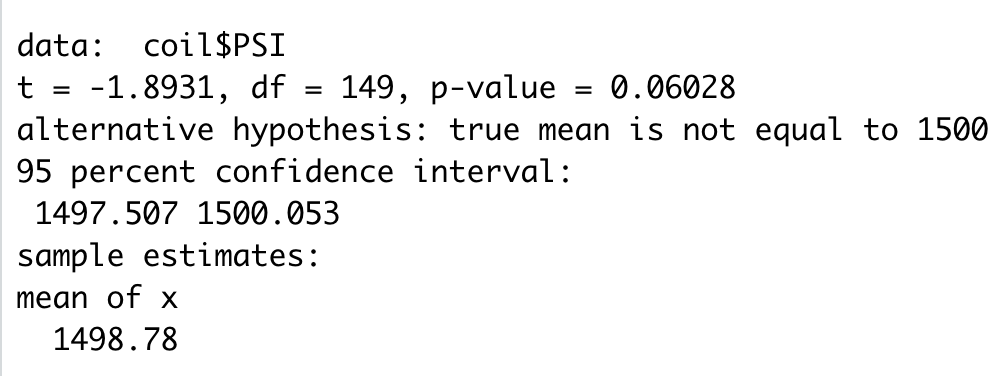 data:  coil$PSI
t = -1.8931, df = 149, p-value = 0.06028
alternative hypothesis: true mean is not equal to 1500
95 percent confidence interval:
 1497.507 1500.053
sample estimates:
mean of x
  1498.78